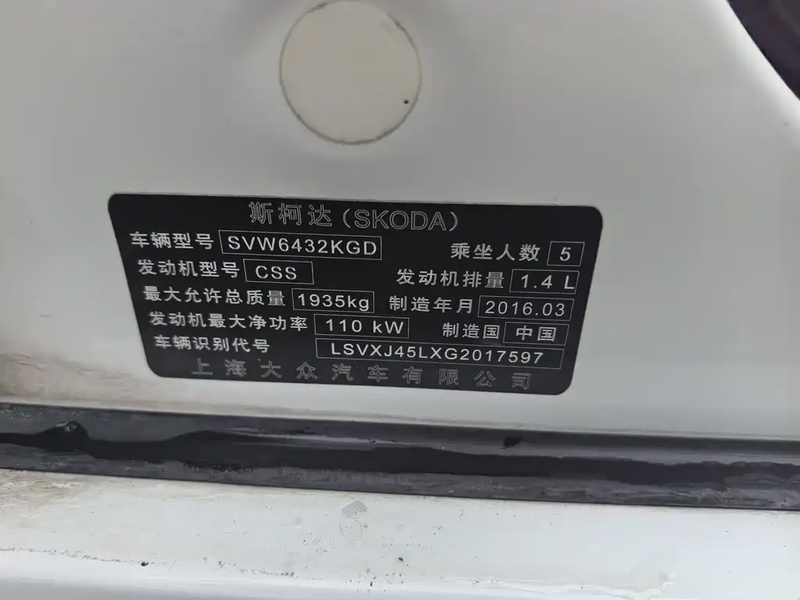 斯柯达(SKODA)
车辆型号 SVW6432KGD 乘坐人数 5
发动机型号 CSS 发动机排量 1.4 L
最大允许总质量 1935kg 制造年月 2016.03
发动机最大净功率 110 kW 制造国 中国
车辆识别代号 LSVXJ45LXG2017597
上海大众汽车有限公司